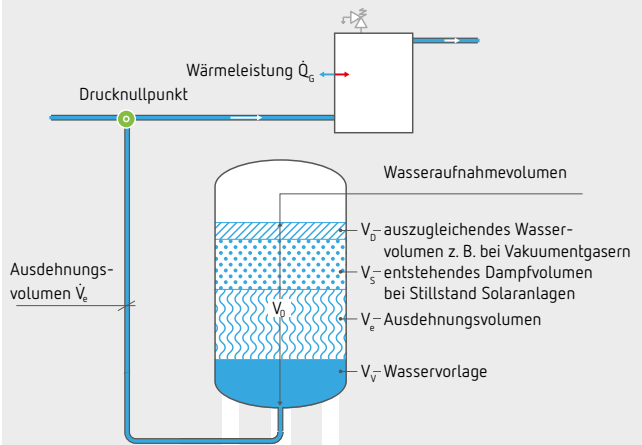 Wärmeleistung Q̇G
Drucknullpunkt
Wasseraufnahmevolumen
VD auszugleichendes Wasser-
volumen z. B. bei Vakuumentgasern
VS entstehendes Dampfvolumen
bei Stillstand Solaranlagen
Ausdehnungs-
volumen V̇e
V0
Ve Ausdehnungsvolumen
VV Wasservorlage